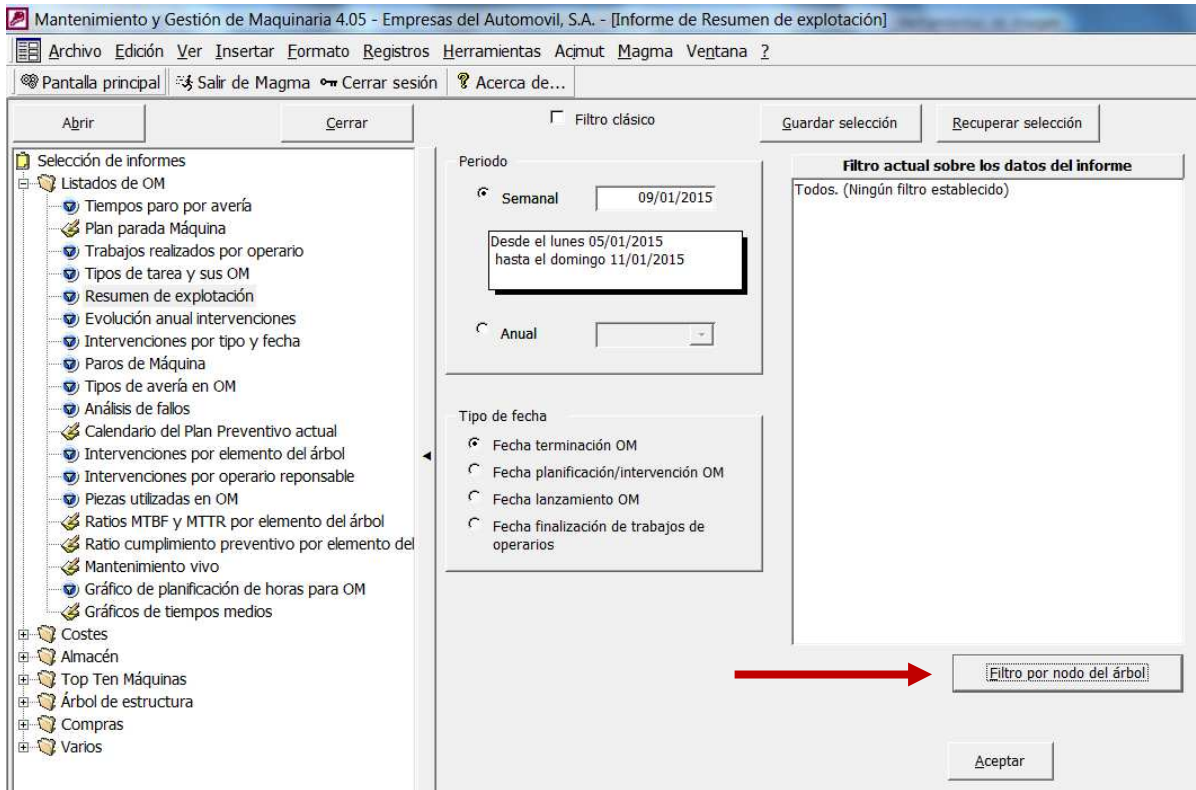 Mantenimiento y Gestión de Maquinaria 4.05 - Empresas del Automovil, S.A. - [Informe de Resumen de explotación]
Archivo Edición Ver Insertar Formato Registros Herramientas Acimut Magma Ventana ?
Pantalla principal Salir de Magma Cerrar sesión Acerca de...
Abrir Cerrar Filtro clásico Guardar selección Recuperar selección
Selección de informes
Listados de OM
Tiempos paro por avería
Plan parada Máquina
Trabajos realizados por operario
Tipos de tarea y sus OM
Resumen de explotación
Evolución anual intervenciones
Intervenciones por tipo y fecha
Paros de Máquina
Tipos de avería en OM
Análisis de fallos
Calendario del Plan Preventivo actual
Intervenciones por elemento del árbol
Intervenciones por operario reponsable
Piezas utilizadas en OM
Ratios MTBF y MTTR por elemento del árbol
Ratio cumplimiento preventivo por elemento del
Mantenimiento vivo
Gráfico de planificación de horas para OM
Gráficos de tiempos medios
Costes
Almacén
Top Ten Máquinas
Árbol de estructura
Compras
Varios
Periodo
Semanal 09/01/2015
Desde el lunes 05/01/2015
hasta el domingo 11/01/2015
Anual
Tipo de fecha
Fecha terminación OM
Fecha planificación/intervención OM
Fecha lanzamiento OM
Fecha finalización de trabajos de
operarios
Filtro actual sobre los datos del informe
Todos. (Ningún filtro establecido)
Filtro por nodo del árbol
Aceptar